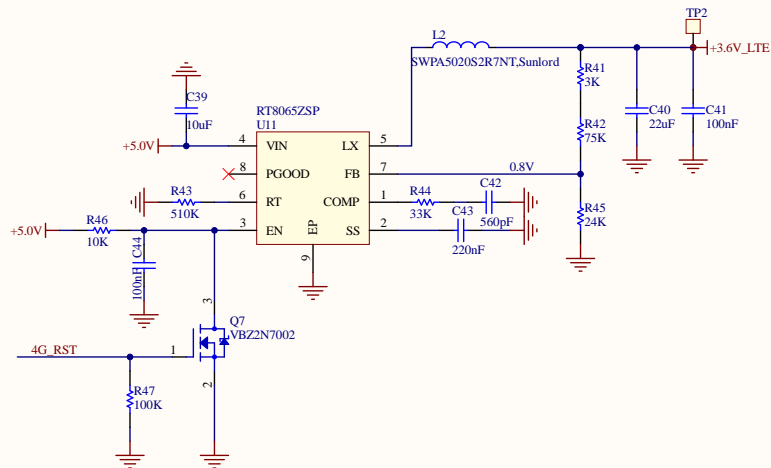 TP2
L2
+3.6V_LTE
SWPA5020S2R7NT,Sunlord
R41
3K
C39
10uF
RT8065ZSP
U11
C40
22uF
C41
100nF
R42
75K
+5.0V
4
VIN
LX
5
8
PGOOD
FB
7
0.8V
R43
510K
6
RT
COMP
1
R44
33K
C42
560pF
R45
24K
+5.0V
R46
10K
3
EN
EP
SS
2
C43
220nF
C44
100nF
9
3
Q7
VBZ2N7002
4G_RST
1
2
R47
100K